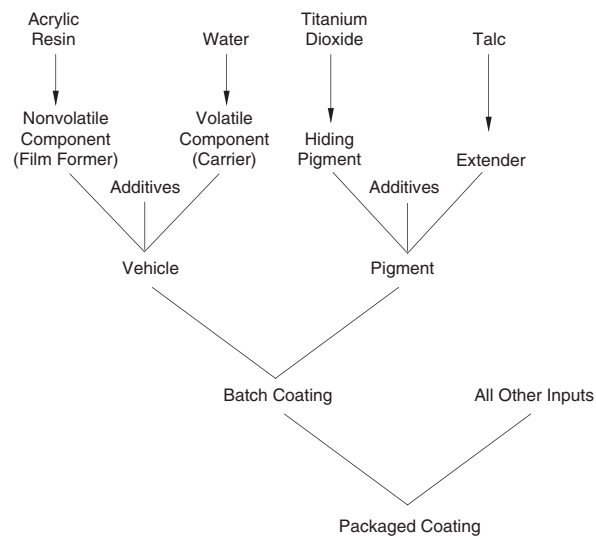 Acrylic
Resin
Water
Titanium
Dioxide
Talc
Nonvolatile
Component
(Film Former)
Volatile
Component
(Carrier)
Hiding
Pigment
Extender
Additives
Additives
Vehicle
Pigment
Batch Coating
All Other Inputs
Packaged Coating